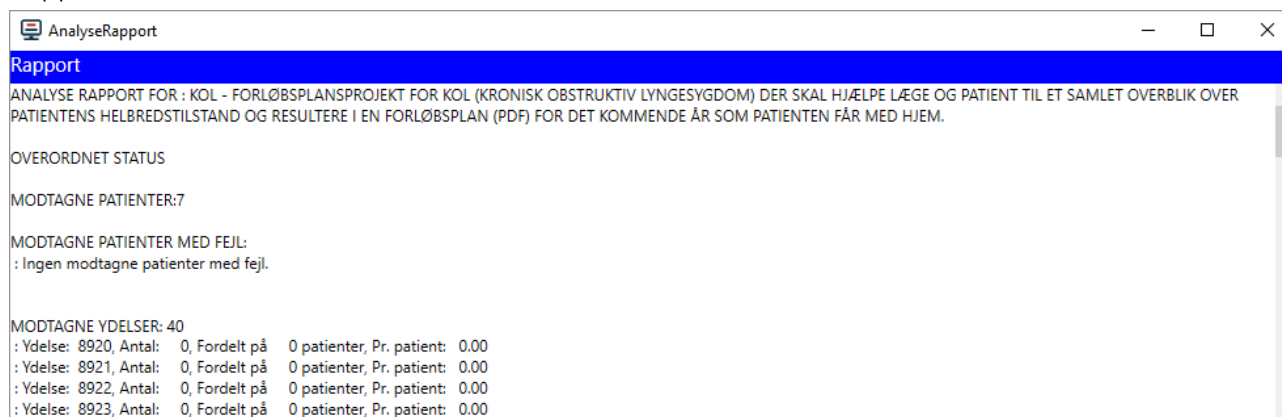 AnalyseRapport
Rapport
ANALYSE RAPPORT FOR : KOL - FORLØBSPLANSPROJEKT FOR KOL (KRONISK OBSTRUKTIV LYNGESYGDOM) DER SKAL HJÆLPE LÆGE OG PATIENT TIL ET SAMLET OVERBLIK OVER
PATIENTENS HELBREDSTILSTAND OG RESULTERE I EN FORLØBSPLAN (PDF) FOR DET KOMMENDE ÅR SOM PATIENTEN FÅR MED HJEM.
OVERORDNET STATUS
MODTAGNE PATIENTER:7
MODTAGNE PATIENTER MED FEJL:
: Ingen modtagne patienter med fejl.
MODTAGNE YDELSER: 40
: Ydelse: 8920, Antal: 0, Fordelt på 0 patienter, Pr. patient: 0.00
: Ydelse: 8921, Antal: 0, Fordelt på 0 patienter, Pr. patient: 0.00
: Ydelse: 8922, Antal: 0, Fordelt på 0 patienter, Pr. patient: 0.00
: Ydelse: 8923, Antal: 0, Fordelt på 0 patienter, Pr. patient: 0.00